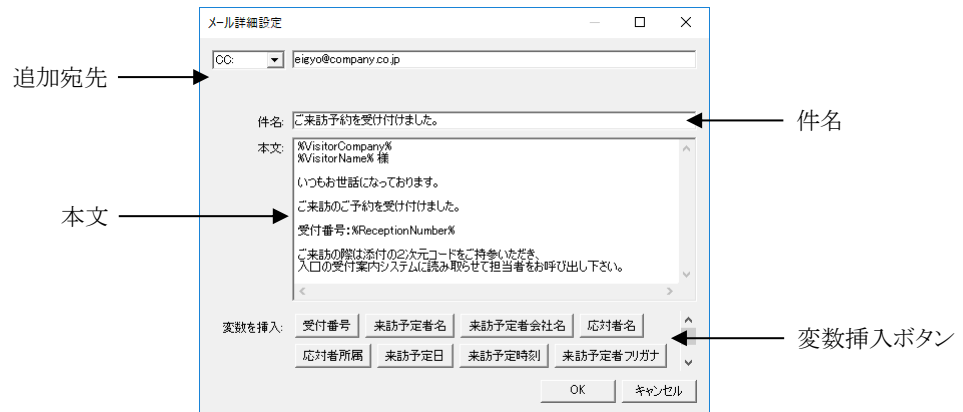 メール詳細設定
CC:
eigyo@company.co.jp
追加宛先
件名:
ご来訪予約を受け付けました。
件名
本文:
%VisitorCompany%
%VisitorName% 様
いつもお世話になっております。
ご来訪のご予約を受け付けました。
本文
受付番号:%ReceptionNumber%
ご来訪の際は添付の2次元コードをご持参いただき、
入口の受付案内システムに読み取らせて担当者をお呼び出し下さい。
変数を挿入:
受付番号 来訪予定者名 来訪予定者会社名 応対者名
変数挿入ボタン
応対者所属 来訪予定日 来訪予定時刻 来訪予定者フリガナ
OK キャンセル